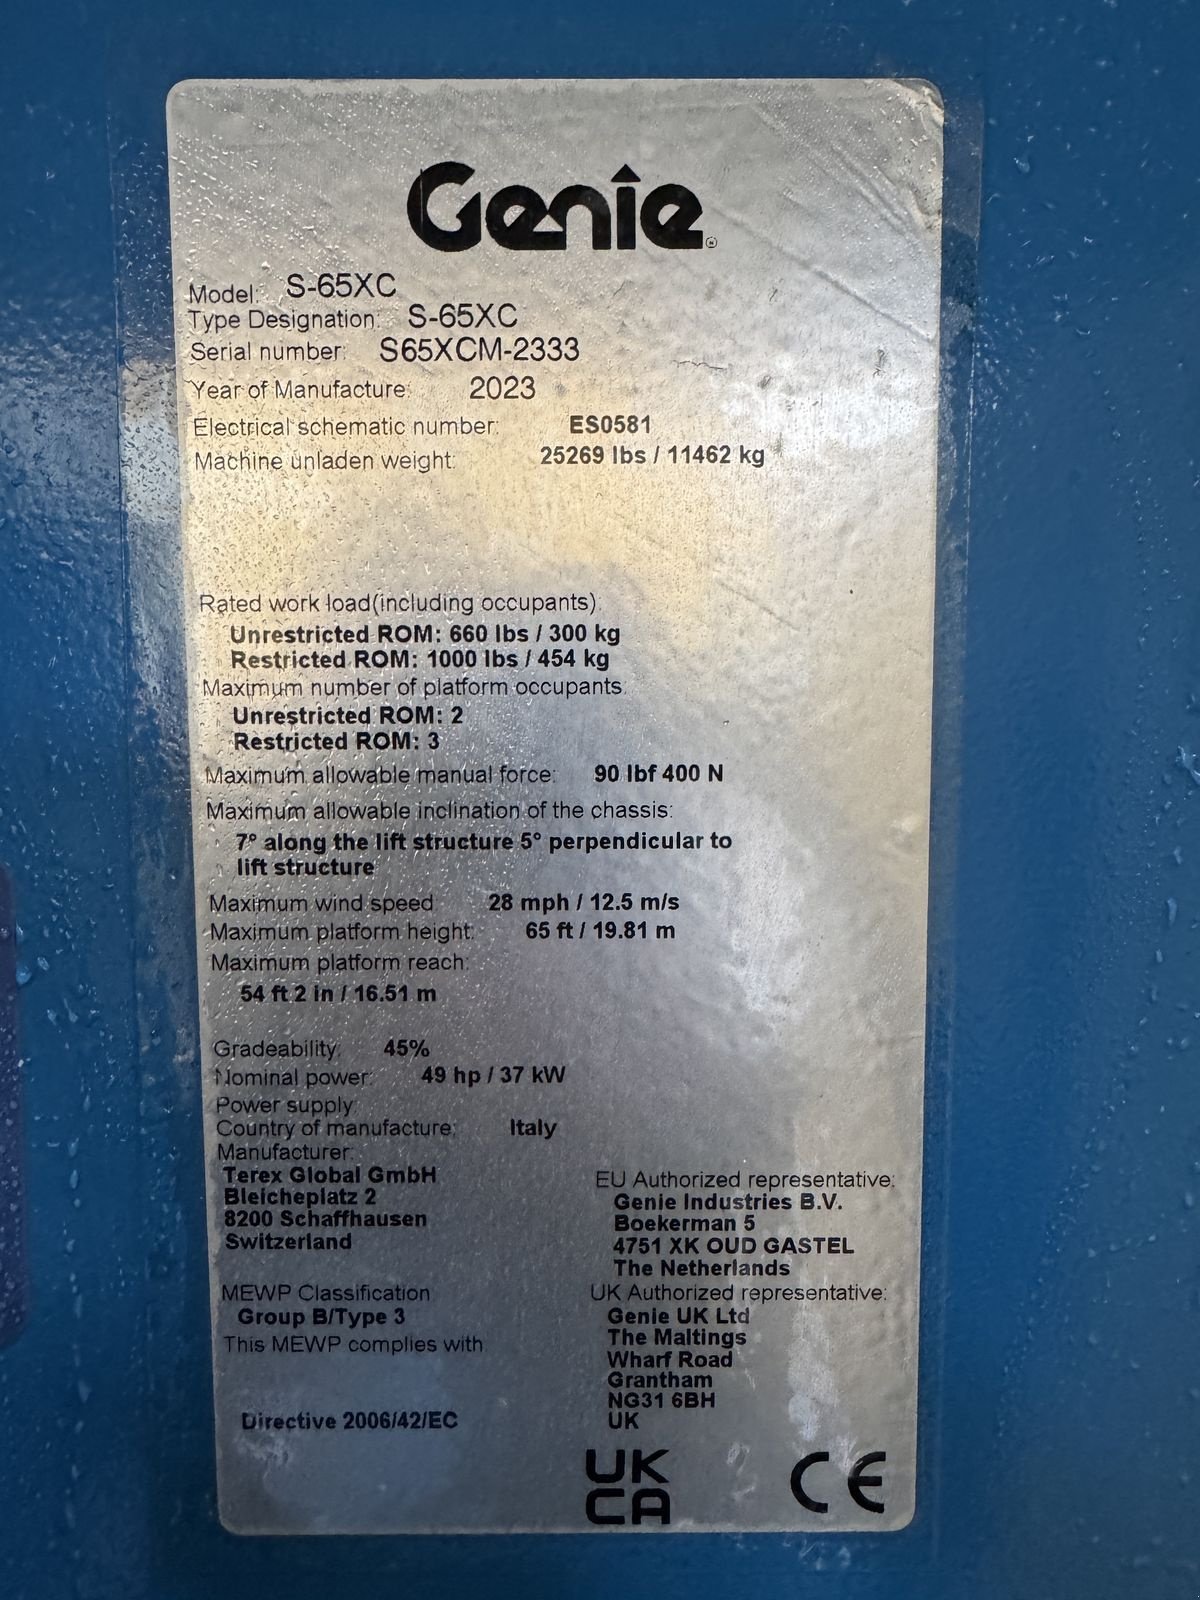 Genie®
Model: S-65XC
Type Designation: S-65XC
Serial number: S65XCM-2333
Year of Manufacture: 2023
Electrical schematic number: ES0581
Machine unladen weight: 25269 lbs / 11462 kg
Rated work load(including occupants):
Unrestricted ROM: 660 lbs / 300 kg
Restricted ROM: 1000 lbs / 454 kg
Maximum number of platform occupants:
Unrestricted ROM: 2
Restricted ROM: 3
Maximum allowable manual force: 90 lbf 400 N
Maximum allowable inclination of the chassis:
7° along the lift structure 5° perpendicular to
lift structure
Maximum wind speed: 28 mph / 12.5 m/s
Maximum platform height: 65 ft / 19.81 m
Maximum platform reach:
54 ft 2 in / 16.51 m
Gradeability: 45%
Nominal power: 49 hp / 37 kW
Power supply:
Country of manufacture: Italy
Manufacturer:
Terex Global GmbH
Bleicheplatz 2
8200 Schaffhausen
Switzerland
EU Authorized representative:
Genie Industries B.V.
Boekerman 5
4751 XK OUD GASTEL
The Netherlands
MEWP Classification
Group B/Type 3
This MEWP complies with
Directive 2006/42/EC
UK Authorized representative:
Genie UK Ltd
The Maltings
Wharf Road
Grantham
NG31 6BH
UK
UK
CA
CE